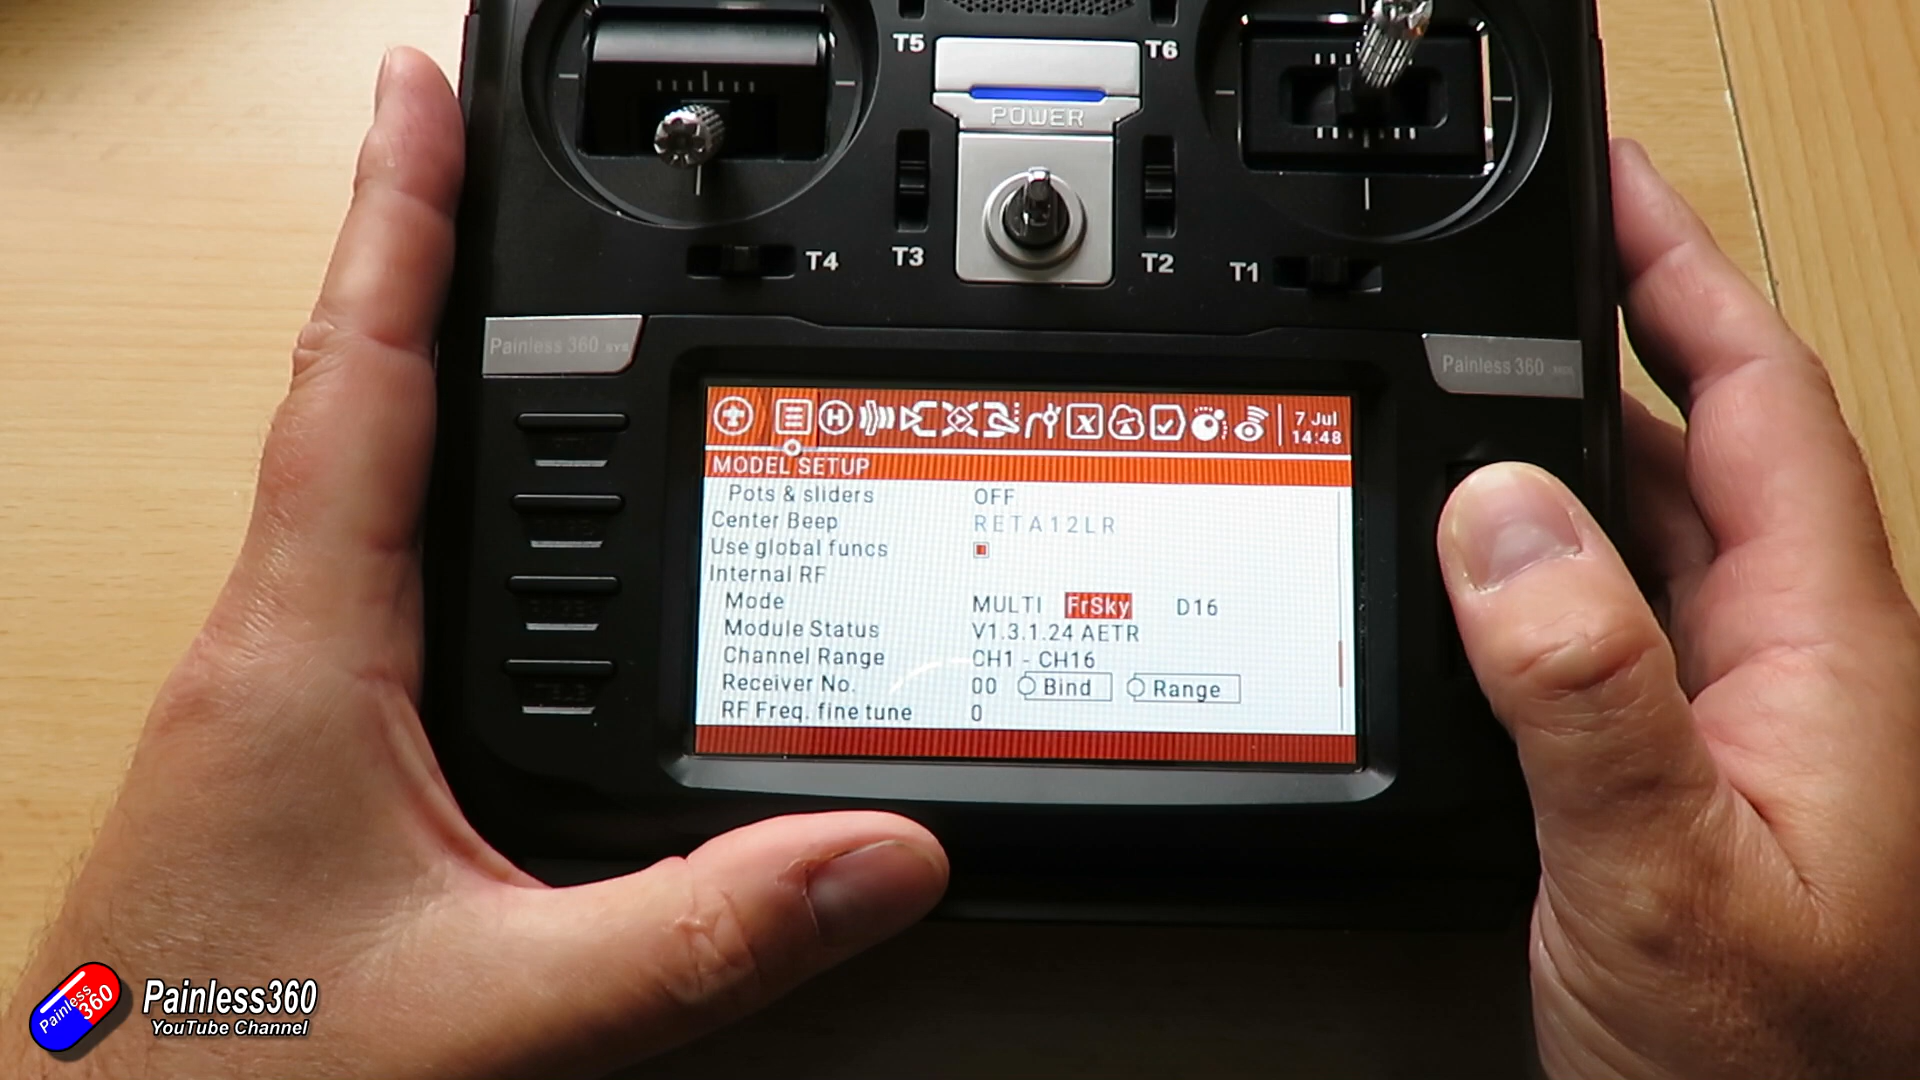 T5
T6
POWER
T4
T3
T2
T1
Painless 360
Painless 360
H
x
7 Jul
14:48
MODEL SETUP
Pots & sliders OFF
Center Beep RETA12LR
Use global funcs
Internal RF
Mode MULTI FrSky D16
Module Status V1.3.1.24 AETR
Channel Range CH1 - CH16
Receiver No. 00 Bind Range
RF Freq. fine tune 0
Painless
360
Painless360
YouTube Channel